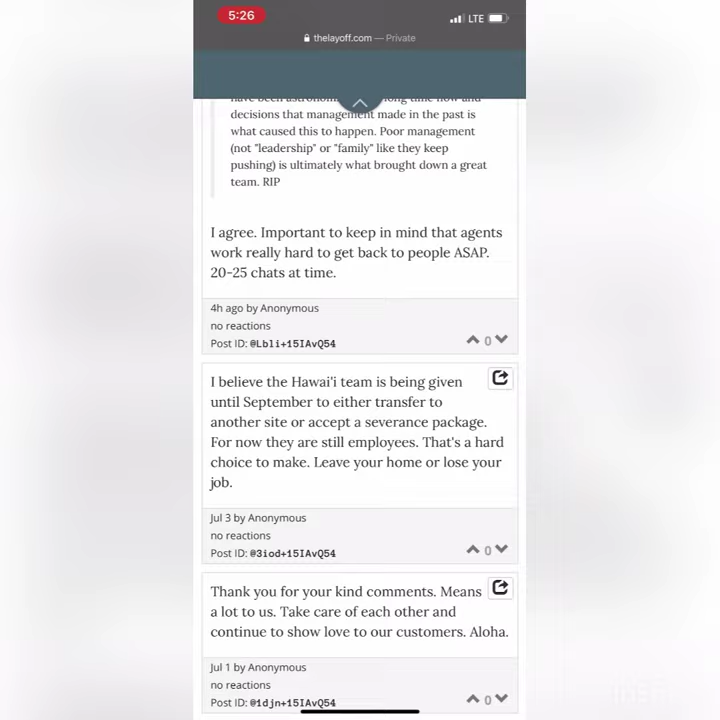 5:26
LTE
thelayoff.com — Private
decisions that management made in the past is
what caused this to happen. Poor management
(not "leadership" or "family" like they keep
pushing) is ultimately what brought down a great
team. RIP
I agree. Important to keep in mind that agents
work really hard to get back to people ASAP.
20-25 chats at time.
4h ago by Anonymous
no reactions
Post ID: @Lbli+15IAvQ54
0
I believe the Hawai'i team is being given
until September to either transfer to
another site or accept a severance package.
For now they are still employees. That's a hard
choice to make. Leave your home or lose your
job.
Jul 3 by Anonymous
no reactions
Post ID: @3iod+15IAvQ54
0
Thank you for your kind comments. Means
a lot to us. Take care of each other and
continue to show love to our customers. Aloha.
Jul 1 by Anonymous
no reactions
Post ID: @1djn+15IAvQ54
0